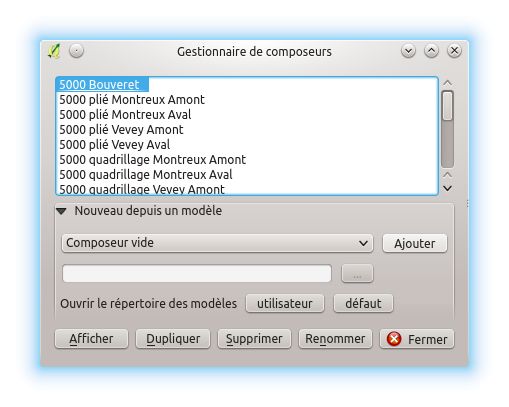 Gestionnaire de composeurs
5000 Bouveret
5000 plié Montreux Amont
5000 plié Montreux Aval
5000 plié Vevey Amont
5000 plié Vevey Aval
5000 quadrillage Montreux Amont
5000 quadrillage Montreux Aval
5000 quadrillage Vevey Amont
Nouveau depuis un modèle
Composeur vide Ajouter
...
Ouvrir le répertoire des modèles utilisateur défaut
Afficher Dupliquer Supprimer Renommer Fermer